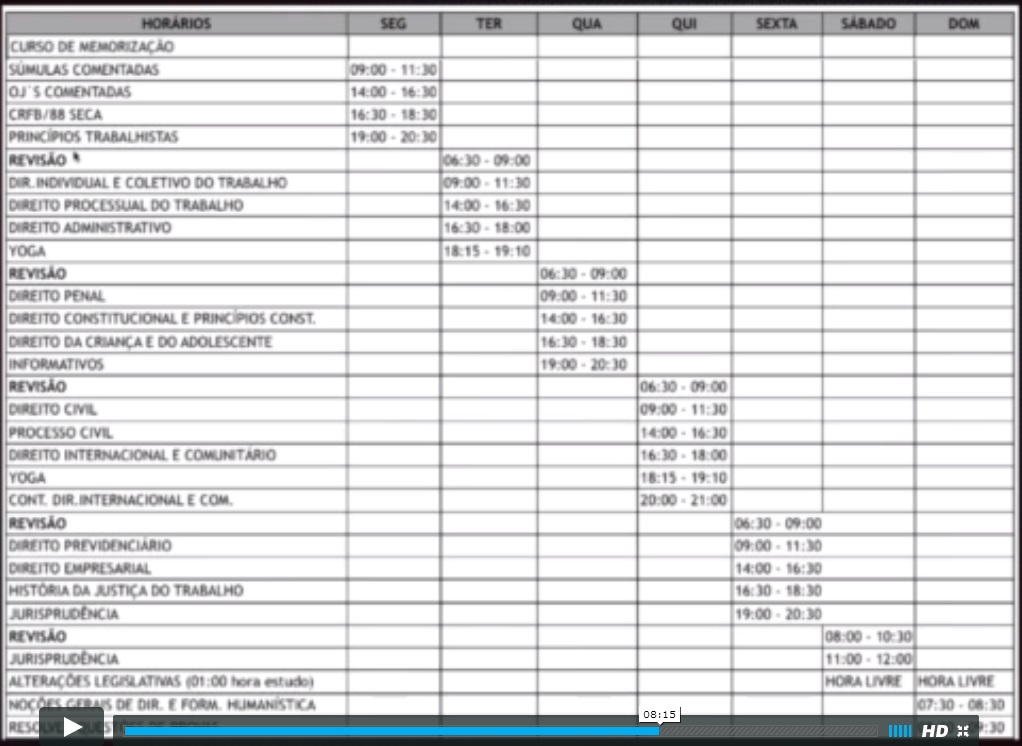 HORÁRIOS SEG TER QUA QUI SEXTA SÁBADO DOM
CURSO DE MEMORIZAÇÃO
SÚMULAS COMENTADAS 09:00 - 11:30
OJ´S COMENTADAS 14:00 - 16:30
CRFB/88 SECA 16:30 - 18:30
PRINCÍPIOS TRABALHISTAS 19:00 - 20:30
REVISÃO 06:30 - 09:00
DIR.INDIVIDUAL E COLETIVO DO TRABALHO 09:00 - 11:30
DIREITO PROCESSUAL DO TRABALHO 14:00 - 16:30
DIREITO ADMINISTRATIVO 16:30 - 18:00
YOGA 18:15 - 19:10
REVISÃO 06:30 - 09:00
DIREITO PENAL 09:00 - 11:30
DIREITO CONSTITUCIONAL E PRINCÍPIOS CONST. 14:00 - 16:30
DIREITO DA CRIANÇA E DO ADOLESCENTE 16:30 - 18:30
INFORMATIVOS 19:00 - 20:30
REVISÃO 06:30 - 09:00
DIREITO CIVIL 09:00 - 11:30
PROCESSO CIVIL 14:00 - 16:30
DIREITO INTERNACIONAL E COMUNITÁRIO 16:30 - 18:00
YOGA 18:15 - 19:10
CONT. DIR.INTERNACIONAL E COM. 20:00 - 21:00
REVISÃO 06:30 - 09:00
DIREITO PREVIDENCIÁRIO 09:00 - 11:30
DIREITO EMPRESARIAL 14:00 - 16:30
HISTÓRIA DA JUSTIÇA DO TRABALHO 16:30 - 18:30
JURISPRUDÊNCIA 19:00 - 20:30
REVISÃO 08:00 - 10:30
JURISPRUDÊNCIA 11:00 - 12:00
ALTERAÇÕES LEGISLATIVAS (01:00 hora estudo) HORA LIVRE HORA LIVRE
NOÇÕES GERAIS DE DIR. E FORM. HUMANÍSTICA 07:30 - 08:30
08:15
HD